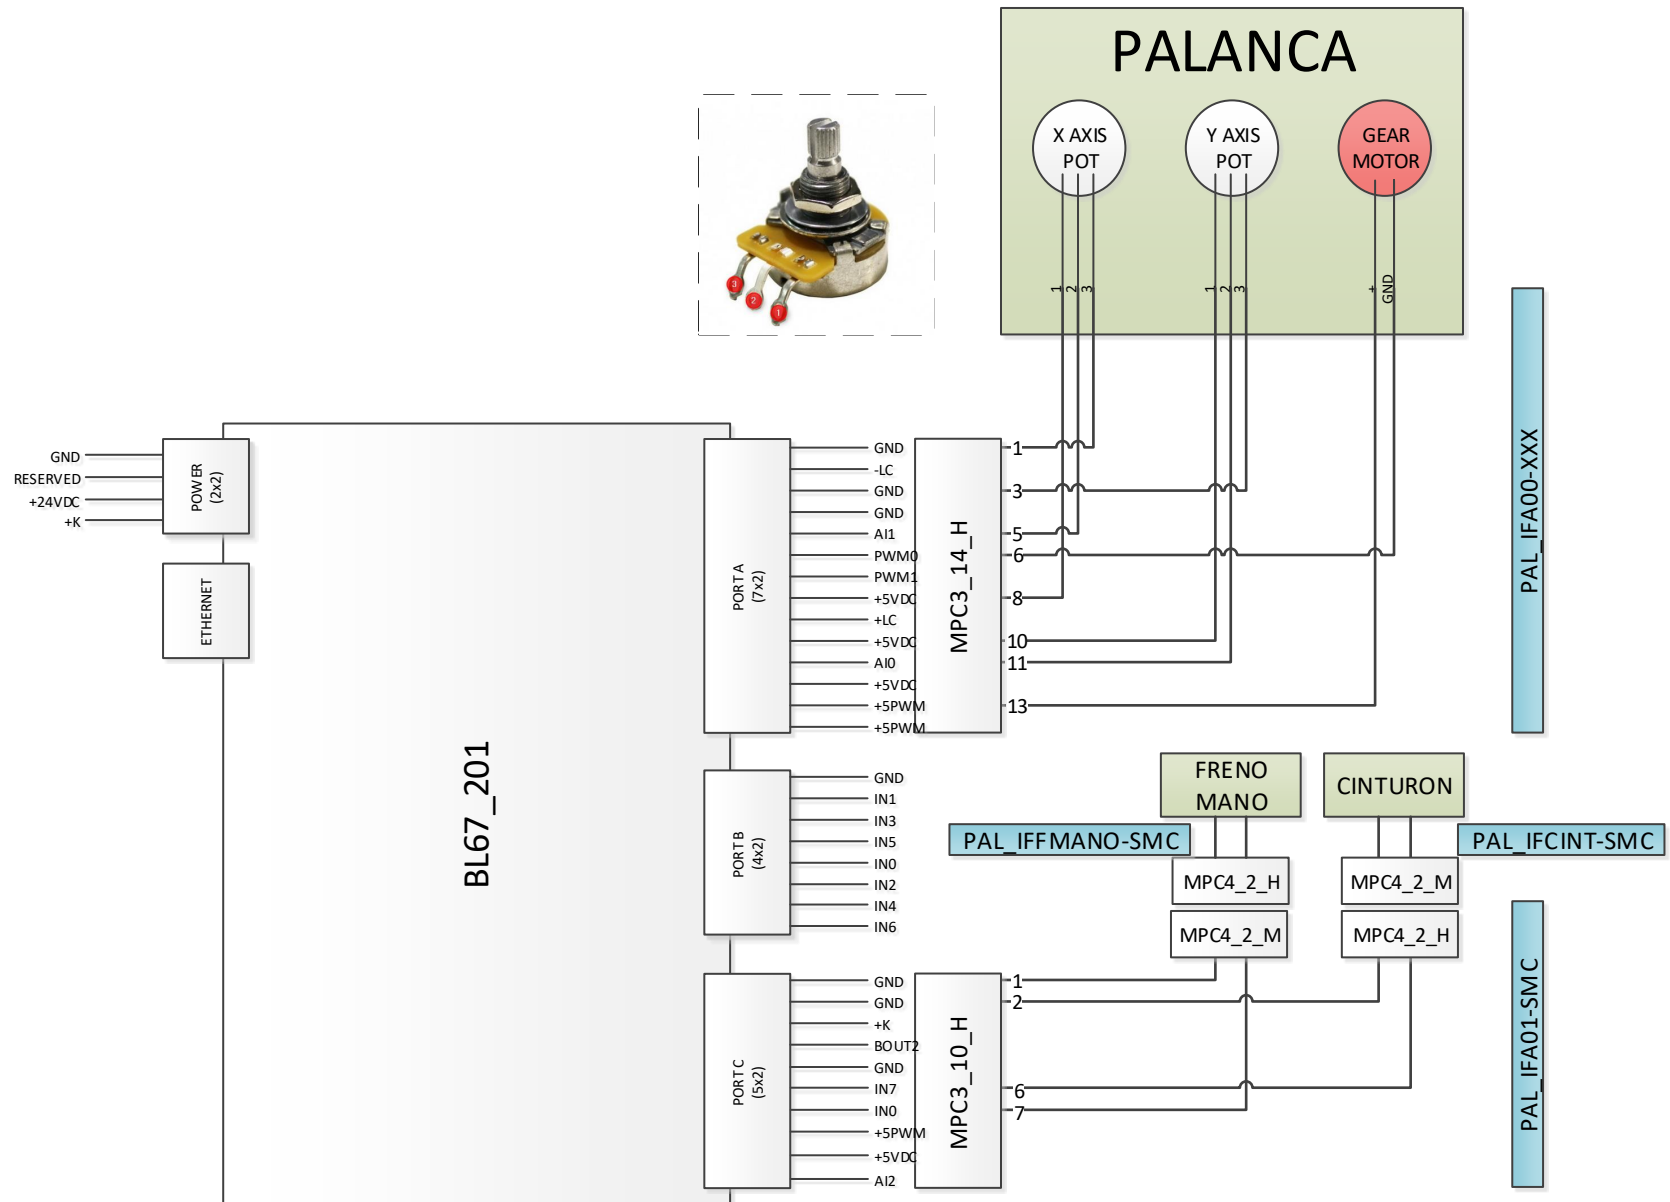 PALANCA
X AXIS
POT
Y AXIS
POT
GEAR
MOTOR
1
2
3
1
2
3
+
GND
3
2
1
PAL_IFA00-XXX
GND
RESERVED
+24VDC
+K
POWER
(2x2)
ETHERNET
BL67_201
PORT A
(7x2)
GND
-LC
GND
GND
AI1
PWM0
PWM1
+5VDC
+LC
+5VDC
AI0
+5VDC
+5PWM
+5PWM
MPC3_14_H
1
3
5
6
8
10
11
13
PORT B
(4x2)
GND
IN1
IN3
IN5
IN0
IN2
IN4
IN6
FRENO
MANO
CINTURON
PAL_IFFMANO-SMC
PAL_IFCINT-SMC
MPC4_2_H
MPC4_2_M
MPC4_2_M
MPC4_2_H
PORT C
(5x2)
GND
GND
+K
BOUT2
GND
IN7
IN0
+5PWM
+5VDC
AI2
MPC3_10_H
1
2
6
7
PAL_IFA01-SMC